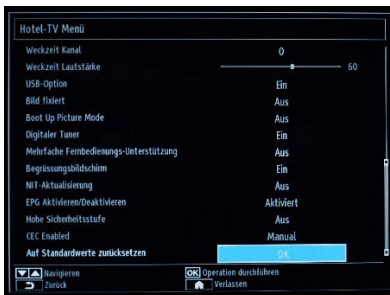 Hotel-TV Menü
Weckzeit Kanal 0
Weckzeit Lautstärke 60
USB-Option Ein
Bild fixiert Aus
Boot Up Picture Mode Aus
Digitaler Tuner Ein
Mehrfache Fernbedienungs-Unterstützung Aus
Begrüssungsbildschirm Ein
NIT-Aktualisierung Aus
EPG Aktivieren/Deaktivieren Aktiviert
Hohe Sicherheitsstufe Aus
CEC Enabled Manual
Auf Standardwerte zurücksetzen OK
Navigieren OK Operation durchführen
Zurück Verlassen